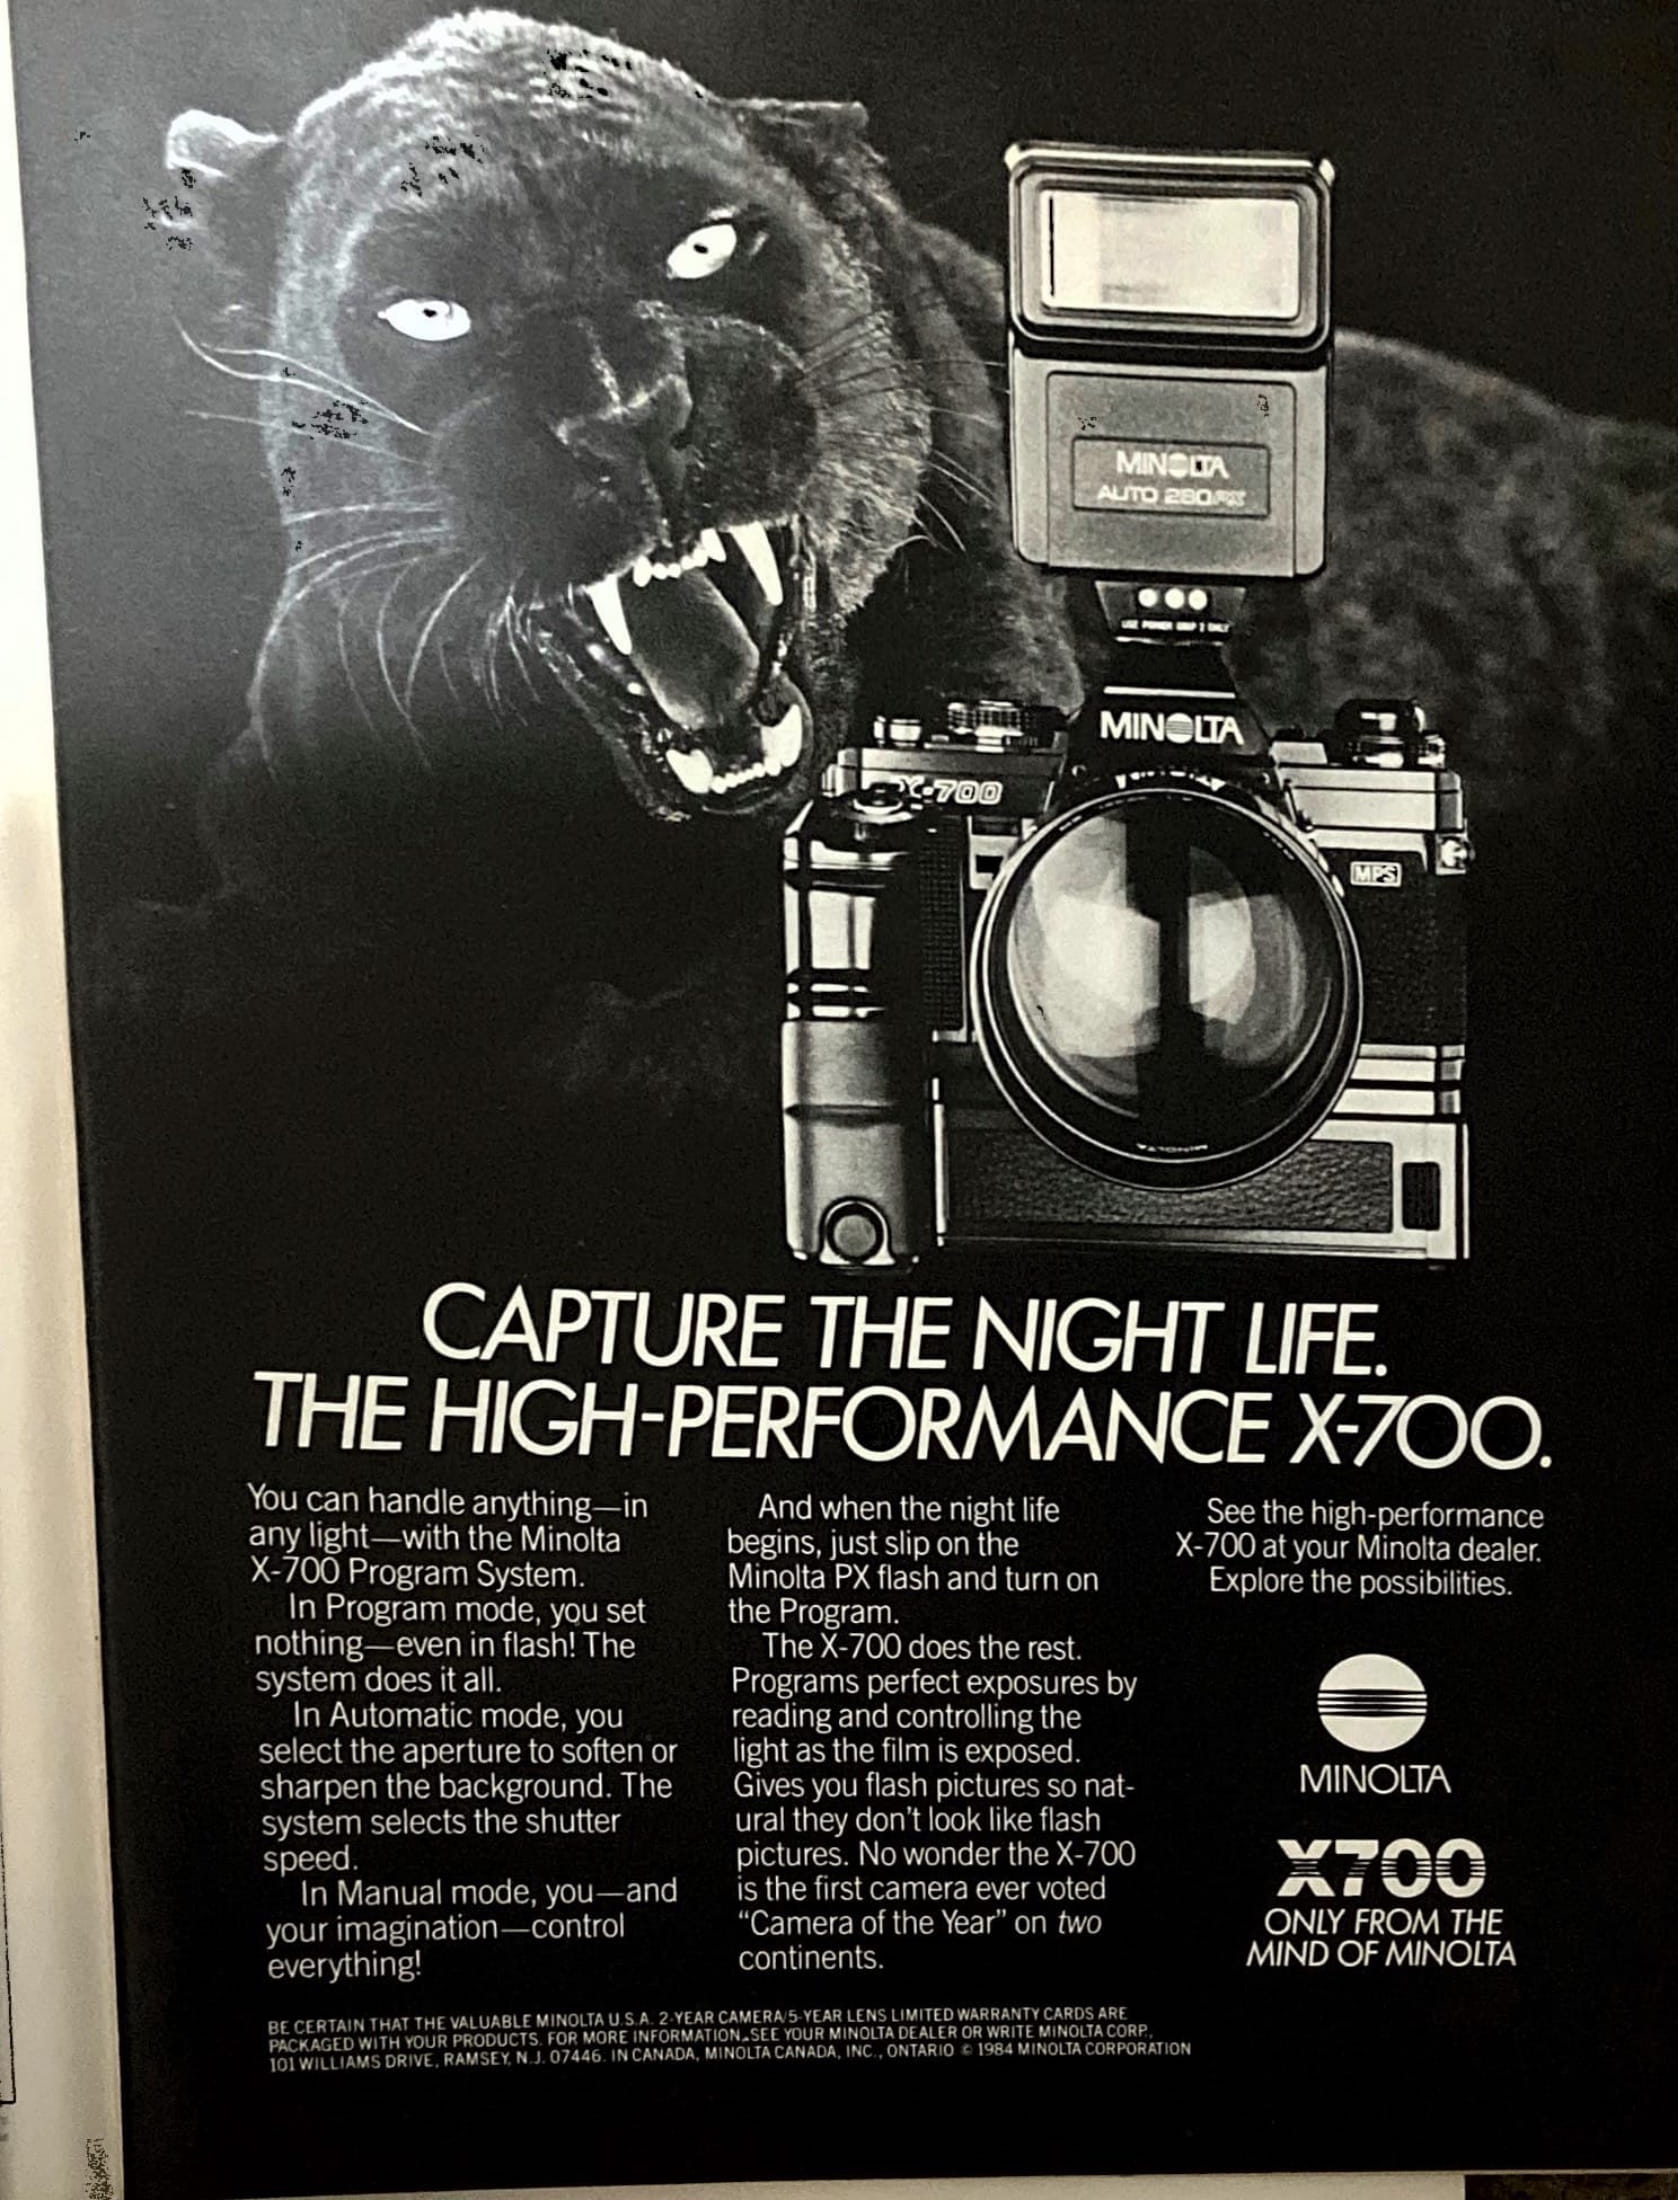 MINOLTA
AUTO 280PX
USE POWER GRIP 2 ONLY
MINOLTA
X-700
MPS
MINOLTA
CAPTURE THE NIGHT LIFE.
THE HIGH-PERFORMANCE X-700.
You can handle anything—in
any light—with the Minolta
X-700 Program System.
In Program mode, you set
nothing—even in flash! The
system does it all.
In Automatic mode, you
select the aperture to soften or
sharpen the background. The
system selects the shutter
speed.
In Manual mode, you—and
your imagination—control
everything!
And when the night life
begins, just slip on the
Minolta PX flash and turn on
the Program.
The X-700 does the rest.
Programs perfect exposures by
reading and controlling the
light as the film is exposed.
Gives you flash pictures so nat-
ural they don't look like flash
pictures. No wonder the X-700
is the first camera ever voted
"Camera of the Year" on two
continents.
See the high-performance
X-700 at your Minolta dealer.
Explore the possibilities.
MINOLTA
X700
ONLY FROM THE
MIND OF MINOLTA
BE CERTAIN THAT THE VALUABLE MINOLTA U.S.A. 2-YEAR CAMERA/5-YEAR LENS LIMITED WARRANTY CARDS ARE
PACKAGED WITH YOUR PRODUCTS. FOR MORE INFORMATION, SEE YOUR MINOLTA DEALER OR WRITE MINOLTA CORP.,
101 WILLIAMS DRIVE, RAMSEY, N.J. 07446. IN CANADA, MINOLTA CANADA, INC., ONTARIO © 1984 MINOLTA CORPORATION